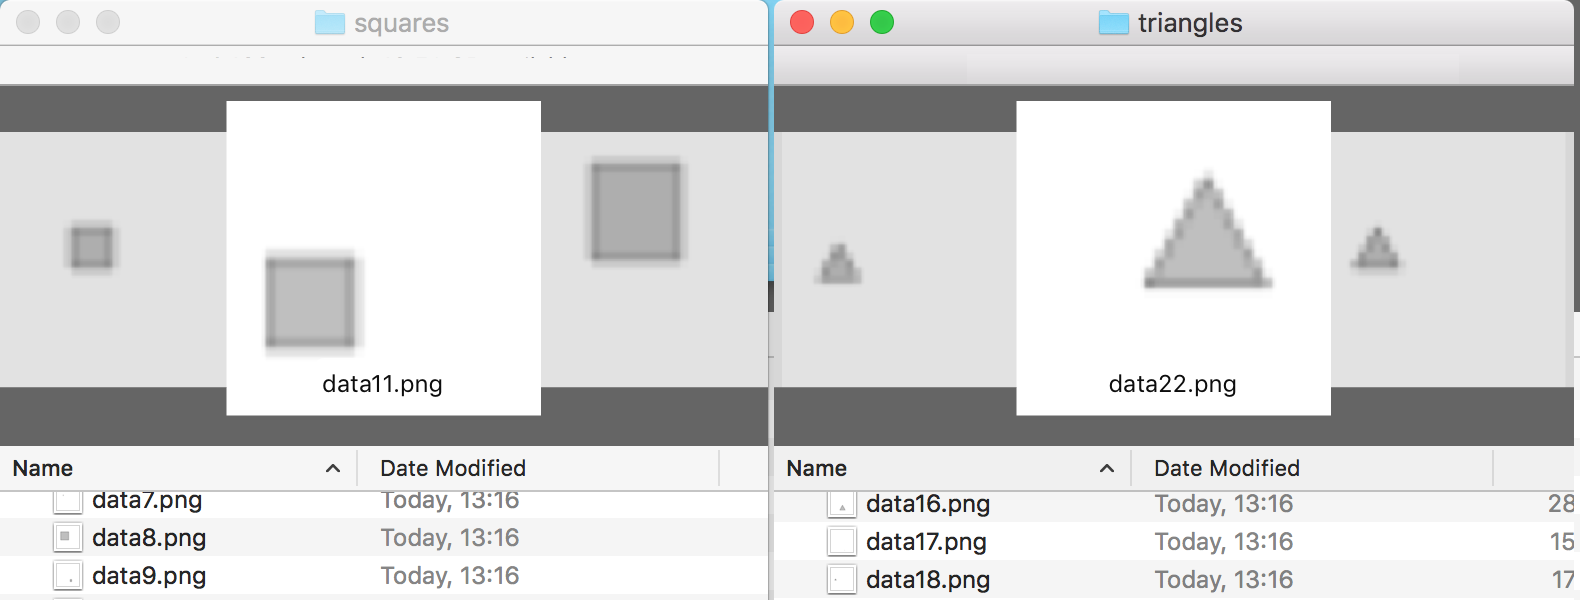 squares
data11.png
Name
Date Modified
data7.png
Today, 13:16
data8.png
Today, 13:16
data9.png
Today, 13:16
triangles
data22.png
Name
Date Modified
data16.png
Today, 13:16
28
data17.png
Today, 13:16
15
data18.png
Today, 13:16
17